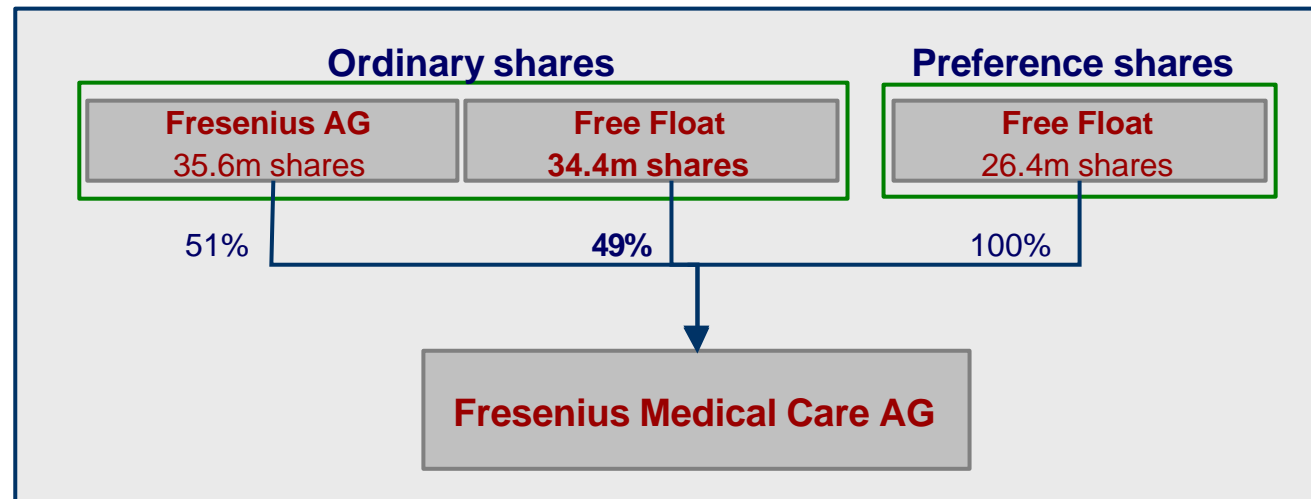 Ordinary shares
Preference shares
Fresenius AG
35.6m shares
Free Float
34.4m shares
Free Float
26.4m shares
51%
49%
100%
Fresenius Medical Care AG